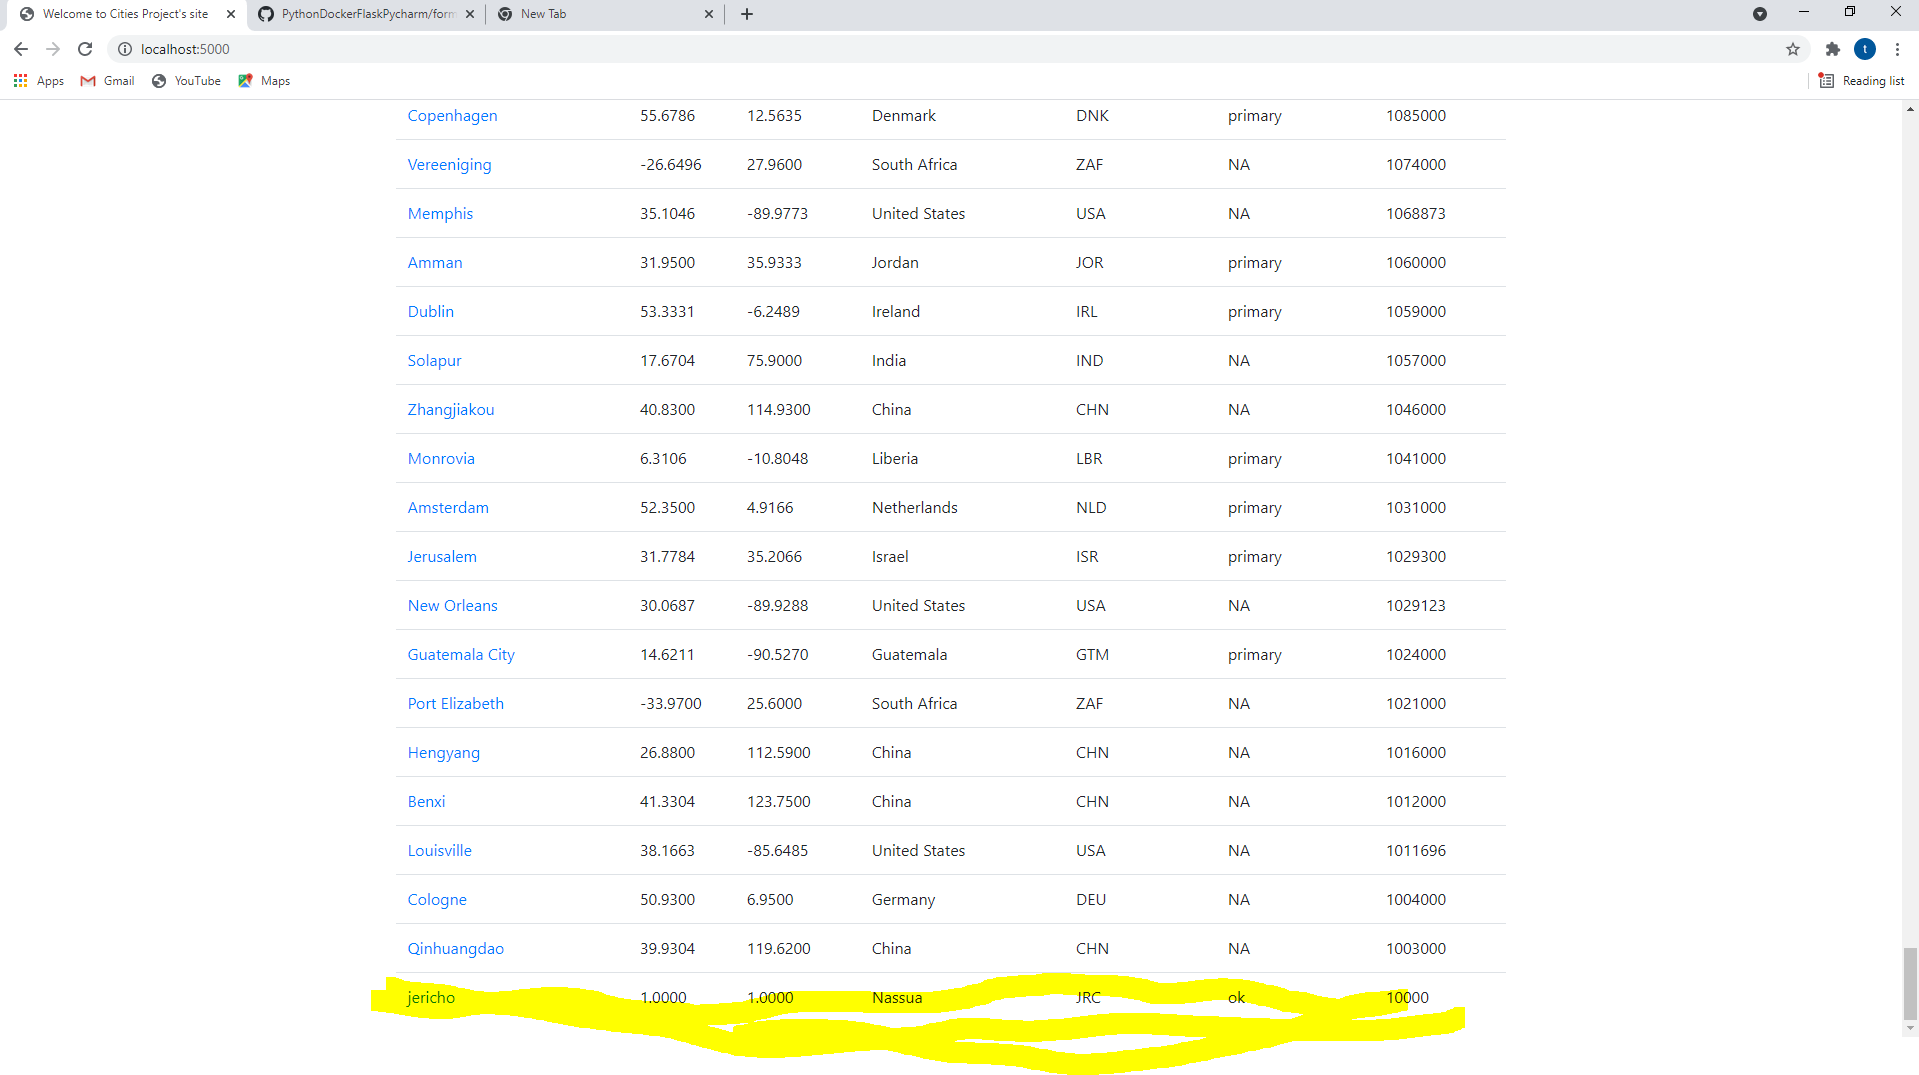 Welcome to Cities Project's site PythonDockerFlaskPycharm/form New Tab
localhost:5000 t
Apps Gmail YouTube Maps Reading list
Copenhagen 55.6786 12.5635 Denmark DNK primary 1085000
Vereeniging -26.6496 27.9600 South Africa ZAF NA 1074000
Memphis 35.1046 -89.9773 United States USA NA 1068873
Amman 31.9500 35.9333 Jordan JOR primary 1060000
Dublin 53.3331 -6.2489 Ireland IRL primary 1059000
Solapur 17.6704 75.9000 India IND NA 1057000
Zhangjiakou 40.8300 114.9300 China CHN NA 1046000
Monrovia 6.3106 -10.8048 Liberia LBR primary 1041000
Amsterdam 52.3500 4.9166 Netherlands NLD primary 1031000
Jerusalem 31.7784 35.2066 Israel ISR primary 1029300
New Orleans 30.0687 -89.9288 United States USA NA 1029123
Guatemala City 14.6211 -90.5270 Guatemala GTM primary 1024000
Port Elizabeth -33.9700 25.6000 South Africa ZAF NA 1021000
Hengyang 26.8800 112.5900 China CHN NA 1016000
Benxi 41.3304 123.7500 China CHN NA 1012000
Louisville 38.1663 -85.6485 United States USA NA 1011696
Cologne 50.9300 6.9500 Germany DEU NA 1004000
Qinhuangdao 39.9304 119.6200 China CHN NA 1003000
jericho 1.0000 1.0000 Nassua JRC ok 10000